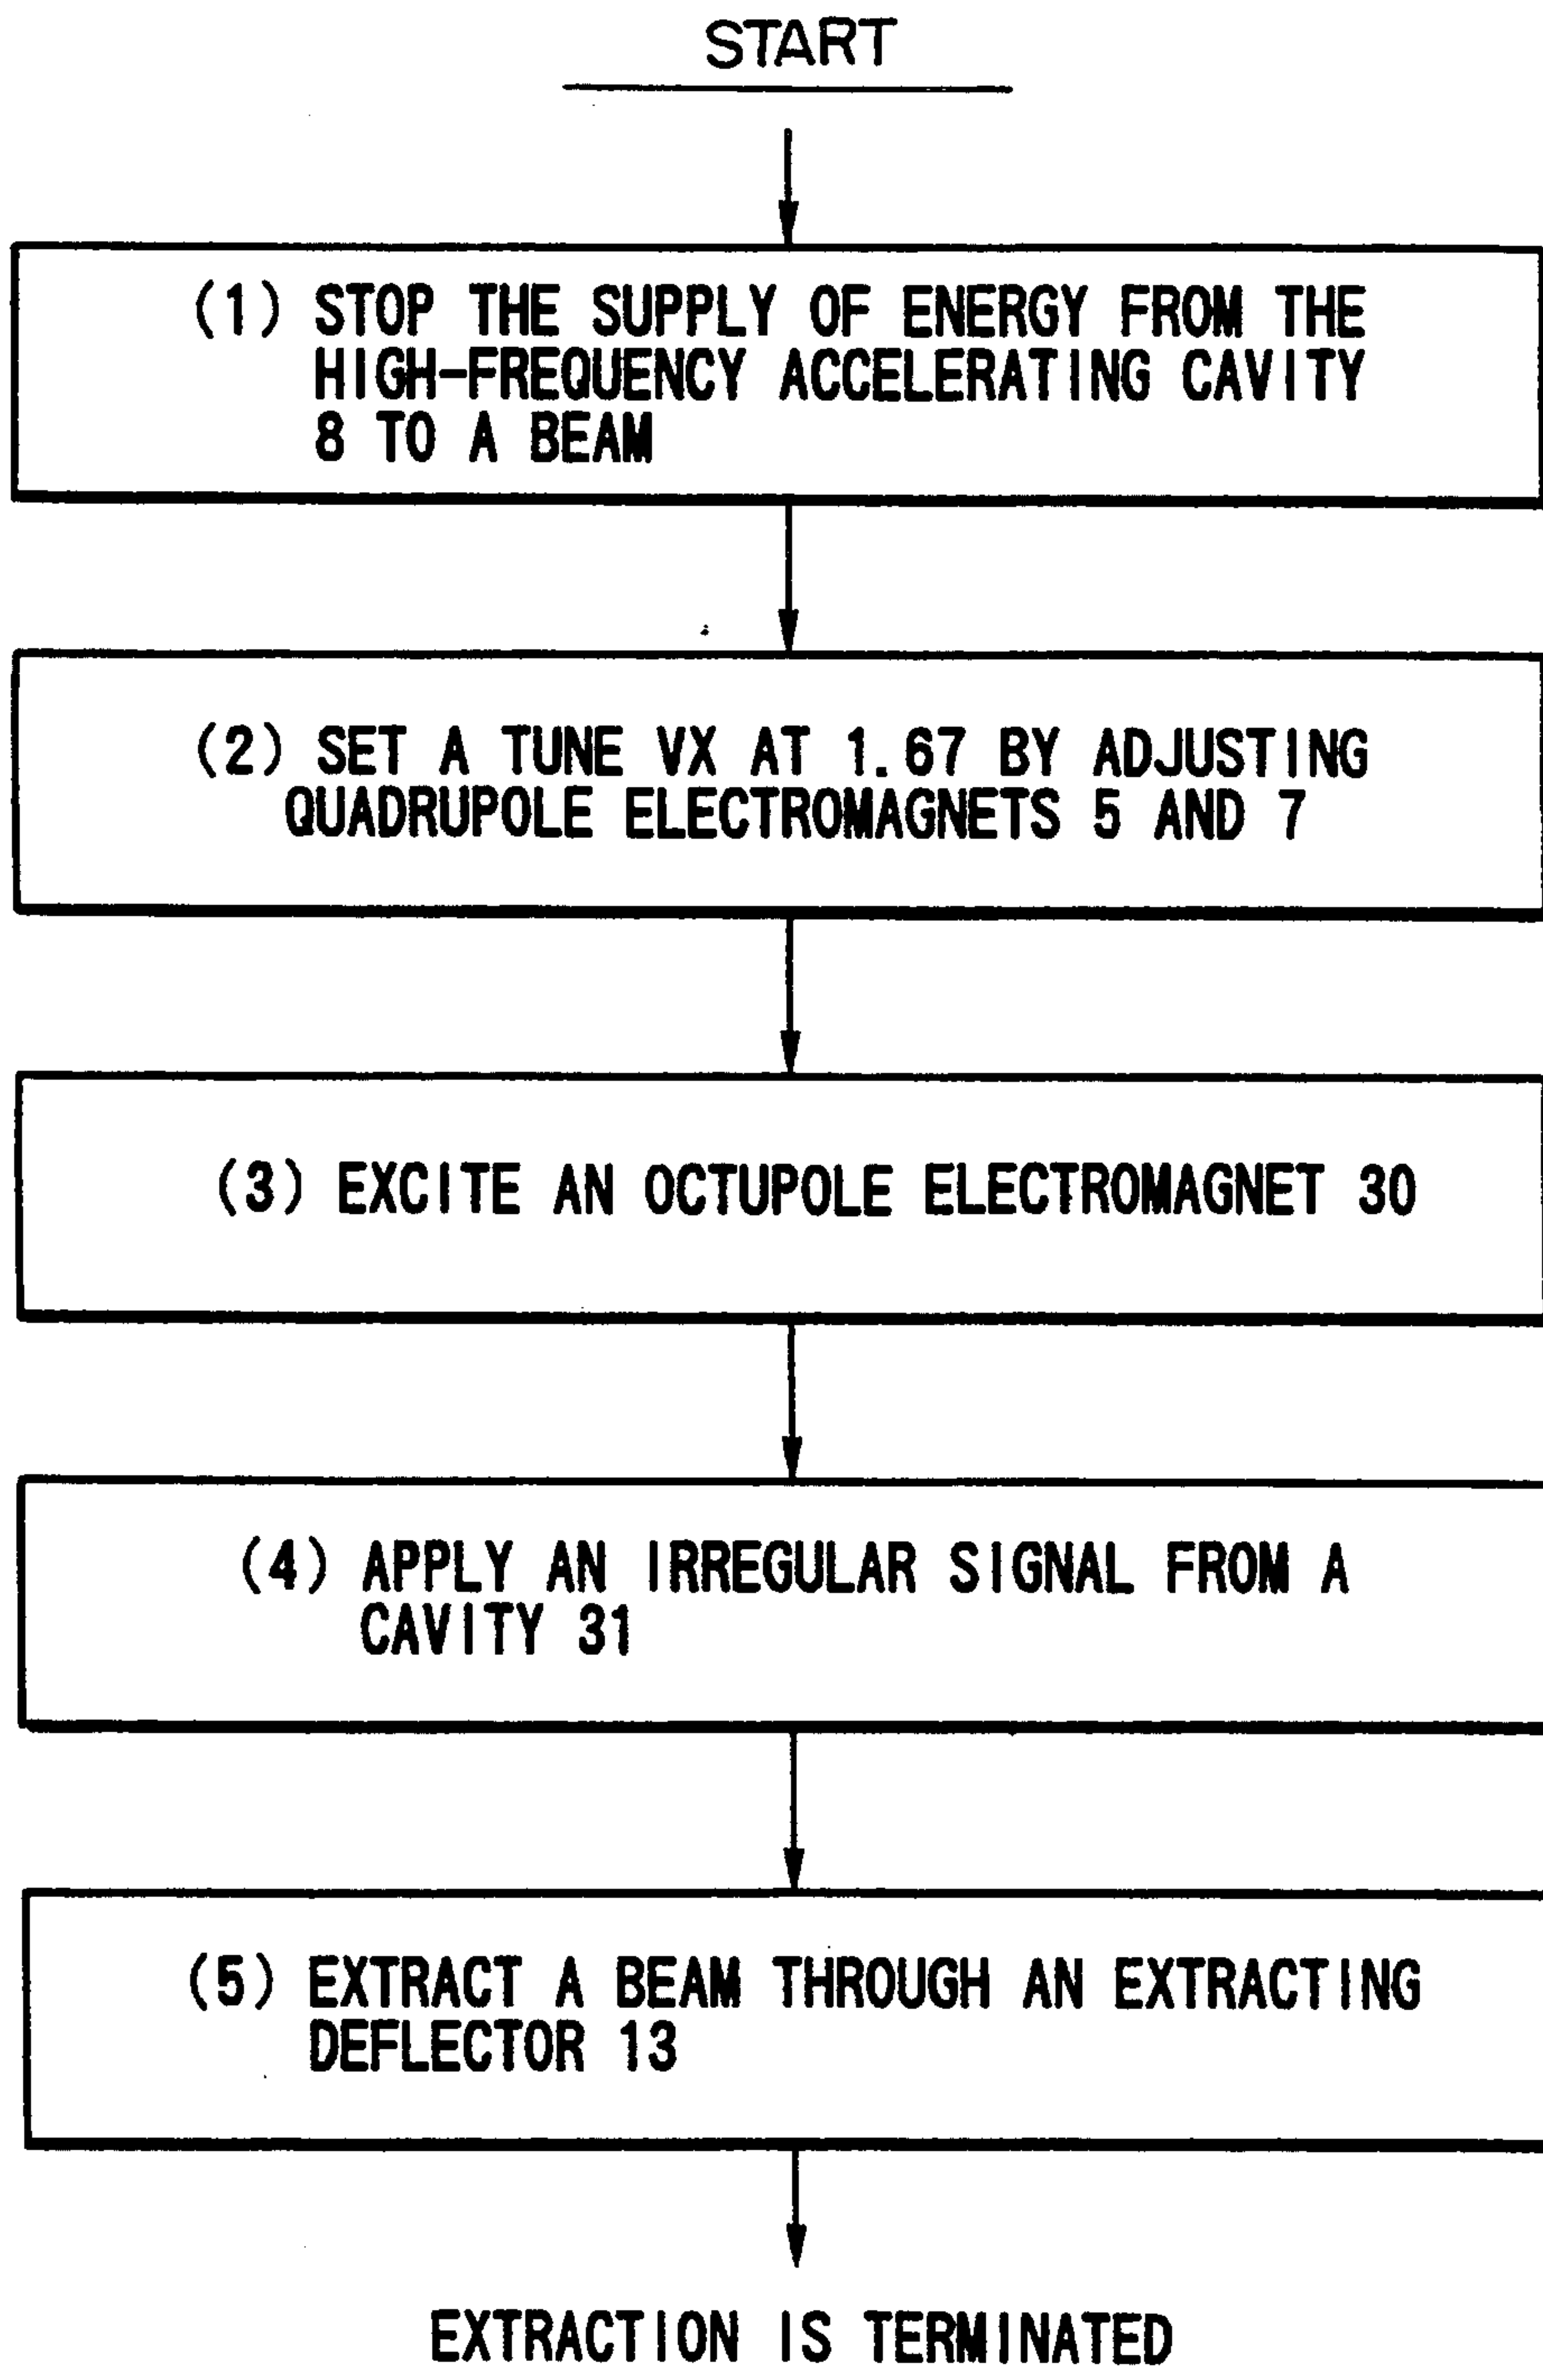 START
(1) STOP THE SUPPLY OF ENERGY FROM THE
HIGH-FREQUENCY ACCELERATING CAVITY
8 TO A BEAM
(2) SET A TUNE VX AT 1.67 BY ADJUSTING
QUADRUPOLE ELECTROMAGNETS 5 AND 7
(3) EXCITE AN OCTUPOLE ELECTROMAGNET 30
(4) APPLY AN IRREGULAR SIGNAL FROM A
CAVITY 31
(5) EXTRACT A BEAM THROUGH AN EXTRACTING
DEFLECTOR 13
EXTRACTION IS TERMINATED